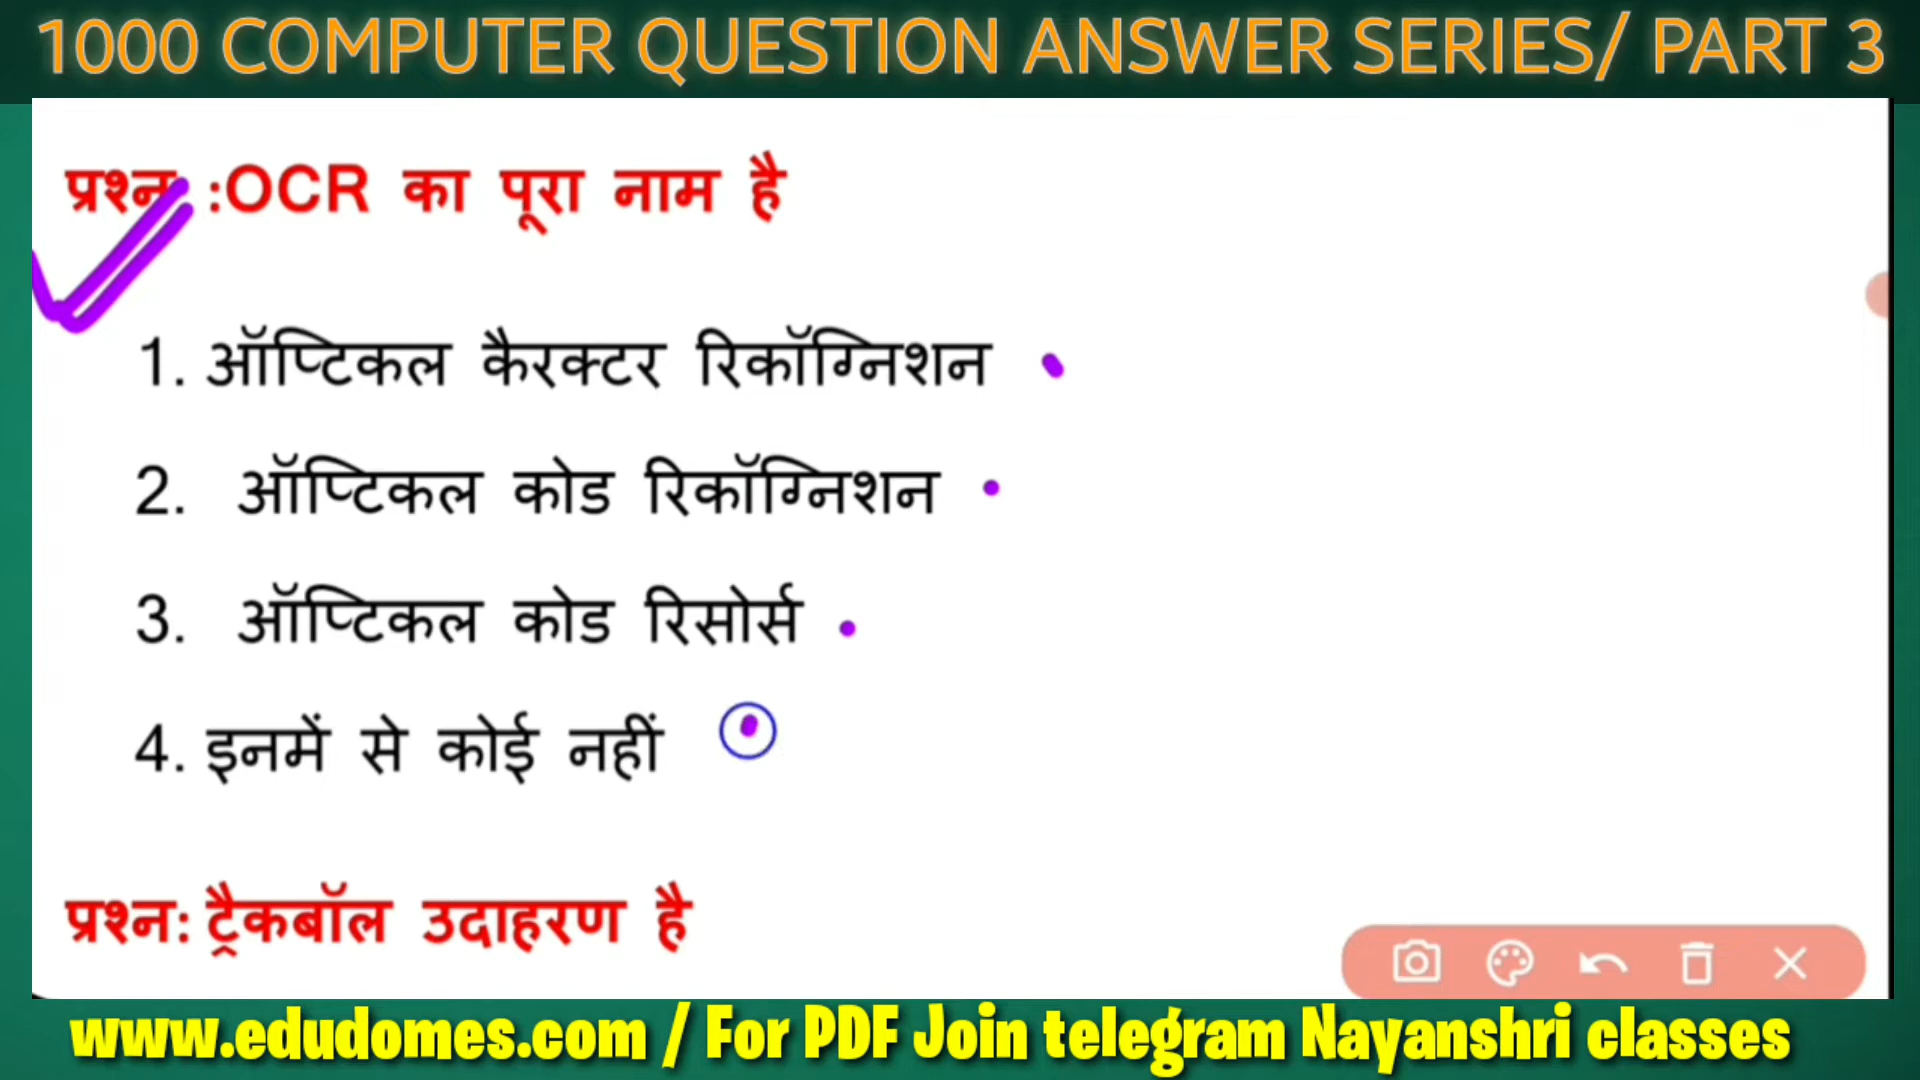 1000 COMPUTER QUESTION ANSWER SERIES/ PART 3
प्रश्न :OCR का पूरा नाम है
1. ऑप्टिकल कैरक्टर रिकॉग्निशन
2. ऑप्टिकल कोड रिकॉग्निशन
3. ऑप्टिकल कोड रिसोर्स
4. इनमें से कोई नहीं
प्रश्न: ट्रैकबॉल उदाहरण है
www.edudomes.com / For PDF Join telegram Nayanshri classes